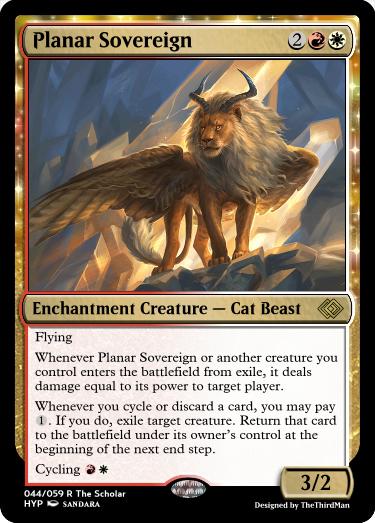 Planar Sovereign 2
Enchantment Creature — Cat Beast
Flying
Whenever Planar Sovereign or another creature you
control enters the battlefield from exile, it deals
damage equal to its power to target player.
Whenever you cycle or discard a card, you may pay
1. If you do, exile target creature. Return that card
to the battlefield under its owner's control at the
beginning of the next end step.
Cycling
3/2
044/059 R The Scholar
HYP SANDARA
Designed by TheThirdMan